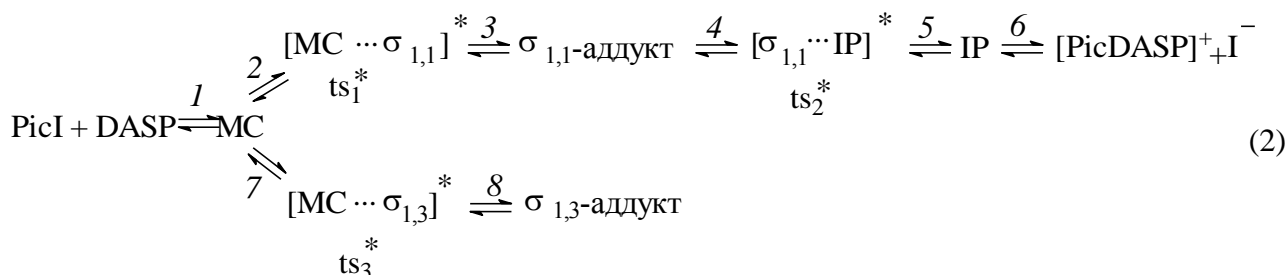 [MC ··· σ 1,1] * 3 ⇌ σ 1,1-аддукт 4 ⇌ [σ 1,1 ··· IP] * 5 ⇌ IP 6 ⇌ [PicDASP]⁺ + I⁻
2 ts1* ts2*
PicI + DASP 1 ⇌ MC (2)
7 [MC ··· σ 1,3] * 8 ⇌ σ 1,3-аддукт
ts3*